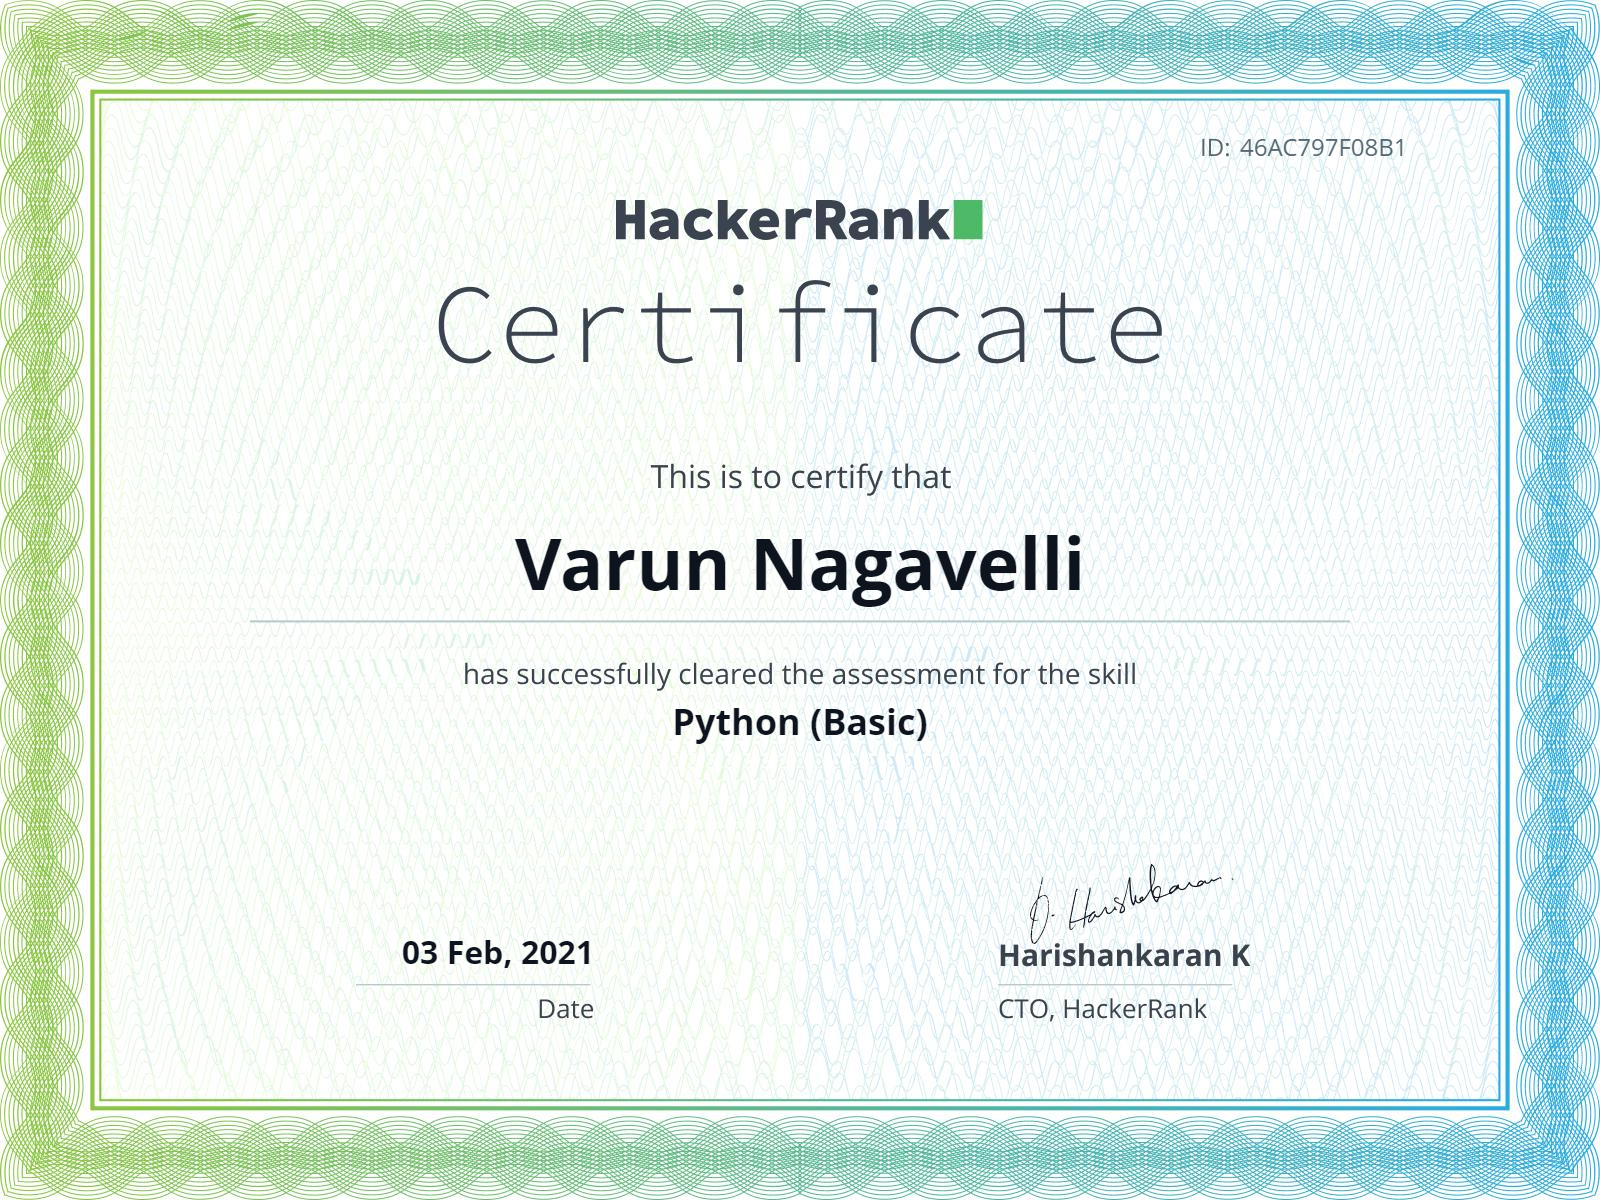 ID: 46AC797F08B1
HackerRank
Certificate
This is to certify that
Varun Nagavelli
has successfully cleared the assessment for the skill
Python (Basic)
J. Harishankaran
03 Feb, 2021
Harishankaran K
Date
CTO, HackerRank